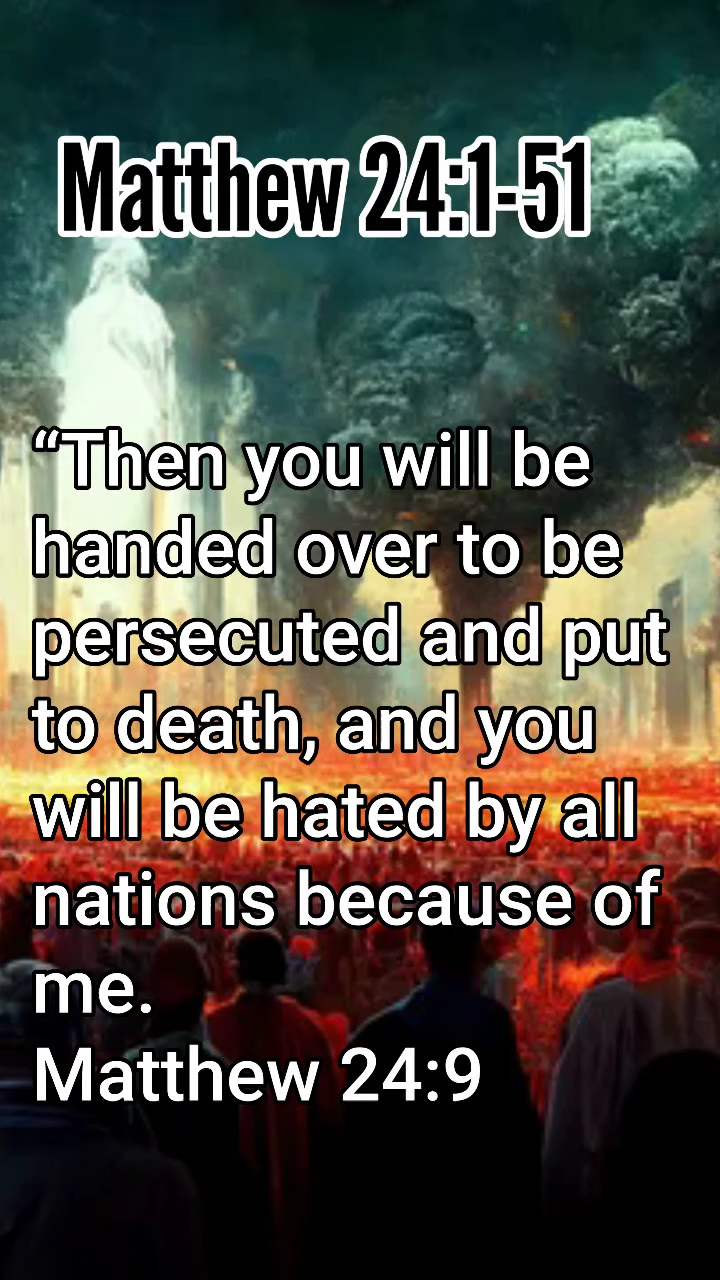 Matthew 24:1-51
“Then you will be
handed over to be
persecuted and put
to death, and you
will be hated by all
nations because of
me.
Matthew 24:9